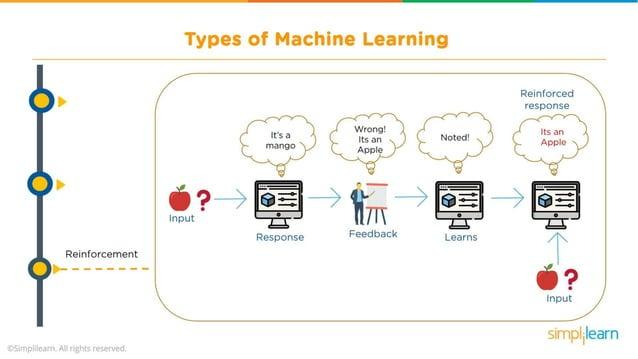 Types of Machine Learning
Reinforced
response
It's a
mango
Wrong!
Its an
Apple
Noted!
Its an
Apple
?
Input
Response
Feedback
Learns
Reinforcement
?
Input
simplilearn
©Simplilearn. All rights reserved.